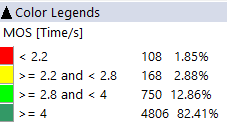 Color Legends
MOS [Time/s]
< 2.2 108 1.85%
>= 2.2 and < 2.8 168 2.88%
>= 2.8 and < 4 750 12.86%
>= 4 4806 82.41%